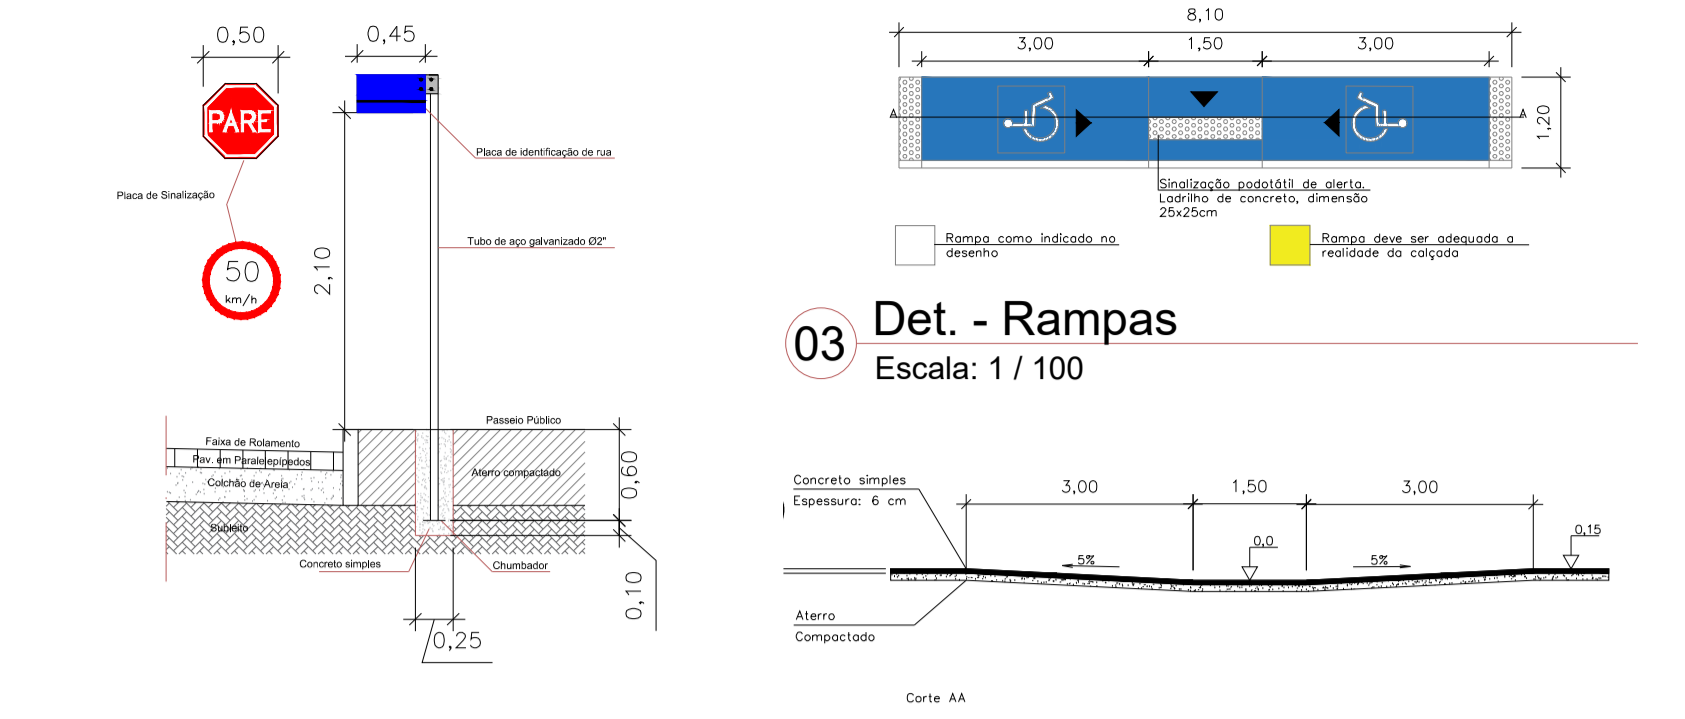 0,50
0,45
PARE
Placa de identificação de rua
Placa de Sinalização
Tubo de aço galvanizado Ø2"
2,10
50
km/h
Passeio Público
Faixa de Rolamento
Pav. em Paralelepípedos
Colchão de Areia
Aterro compactado
0,60
Subleito
Concreto simples
Chumbador
0,10
0,25
8,10
3,00
1,50
3,00
A
A
1,20
Sinalização podotátil de alerta.
Ladrilho de concreto, dimensão
25x25cm
Rampa como indicado no
desenho
Rampa deve ser adequada a
realidade da calçada
03
Det. - Rampas
Escala: 1 / 100
Concreto simples
Espessura: 6 cm
3,00
1,50
3,00
5%
0,0
5%
0,15
Aterro
Compactado
Corte AA